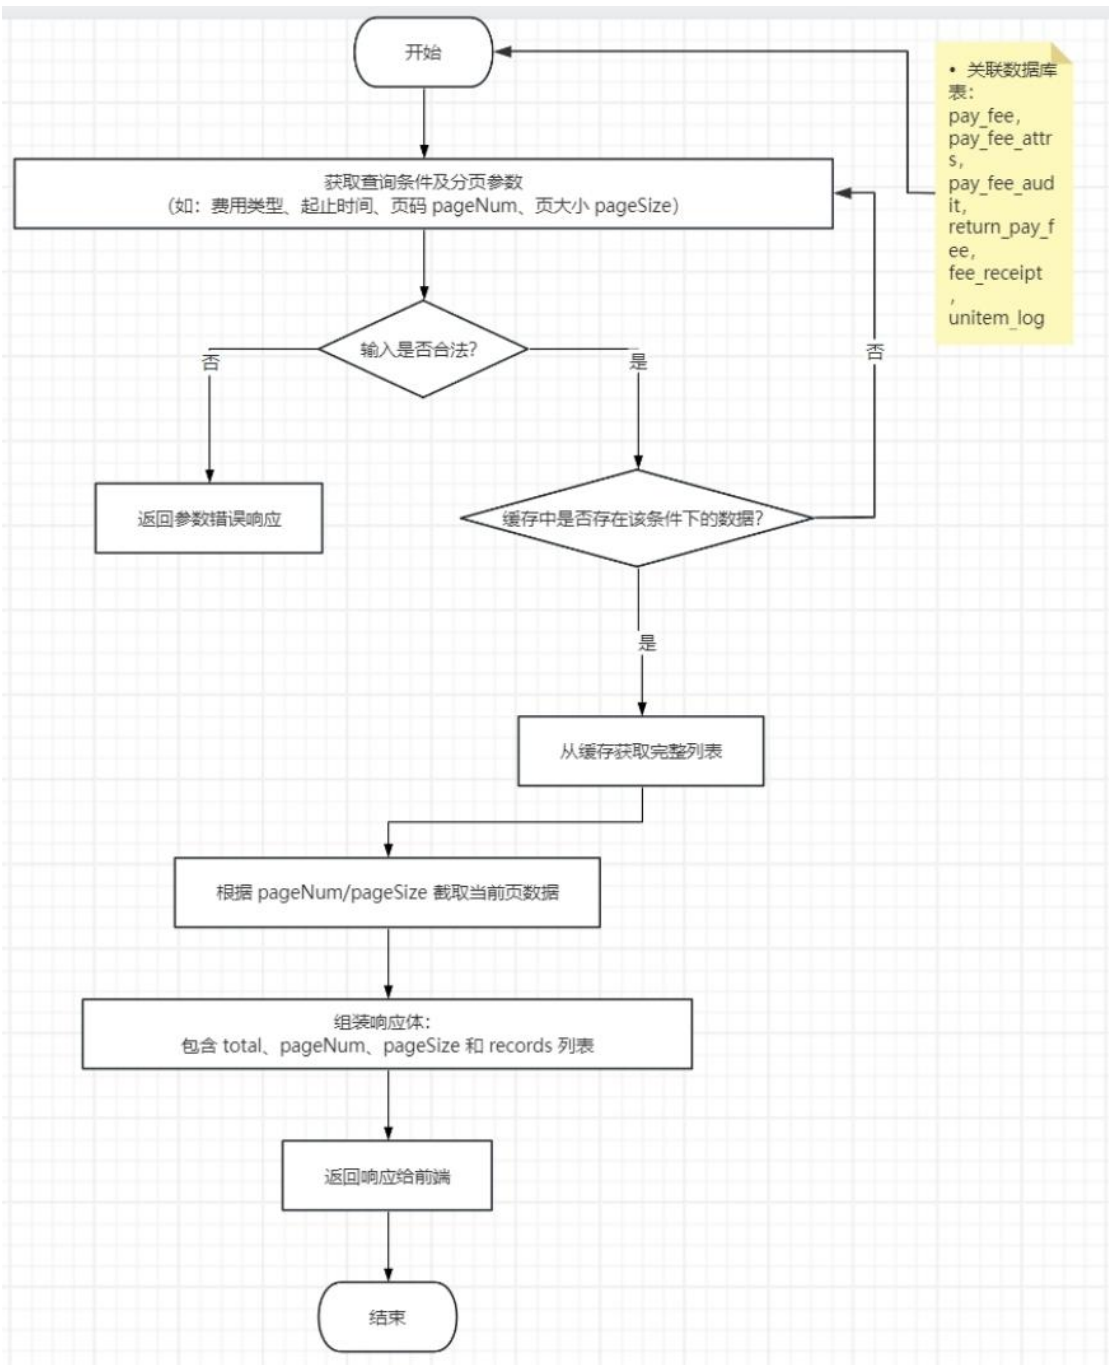 开始
• 关联数据库
表：
pay_fee，
pay_fee_attr
s，
pay_fee_aud
it，
return_pay_f
ee，
fee_receipt
，
unitem_log
获取查询条件及分页参数
（如：费用类型、起止时间、页码 pageNum、页大小 pageSize）
输入是否合法？
否
是
否
返回参数错误响应
缓存中是否存在该条件下的数据？
是
从缓存获取完整列表
根据 pageNum/pageSize 截取当前页数据
组装响应体：
包含 total、pageNum、pageSize 和 records 列表
返回响应给前端
结束